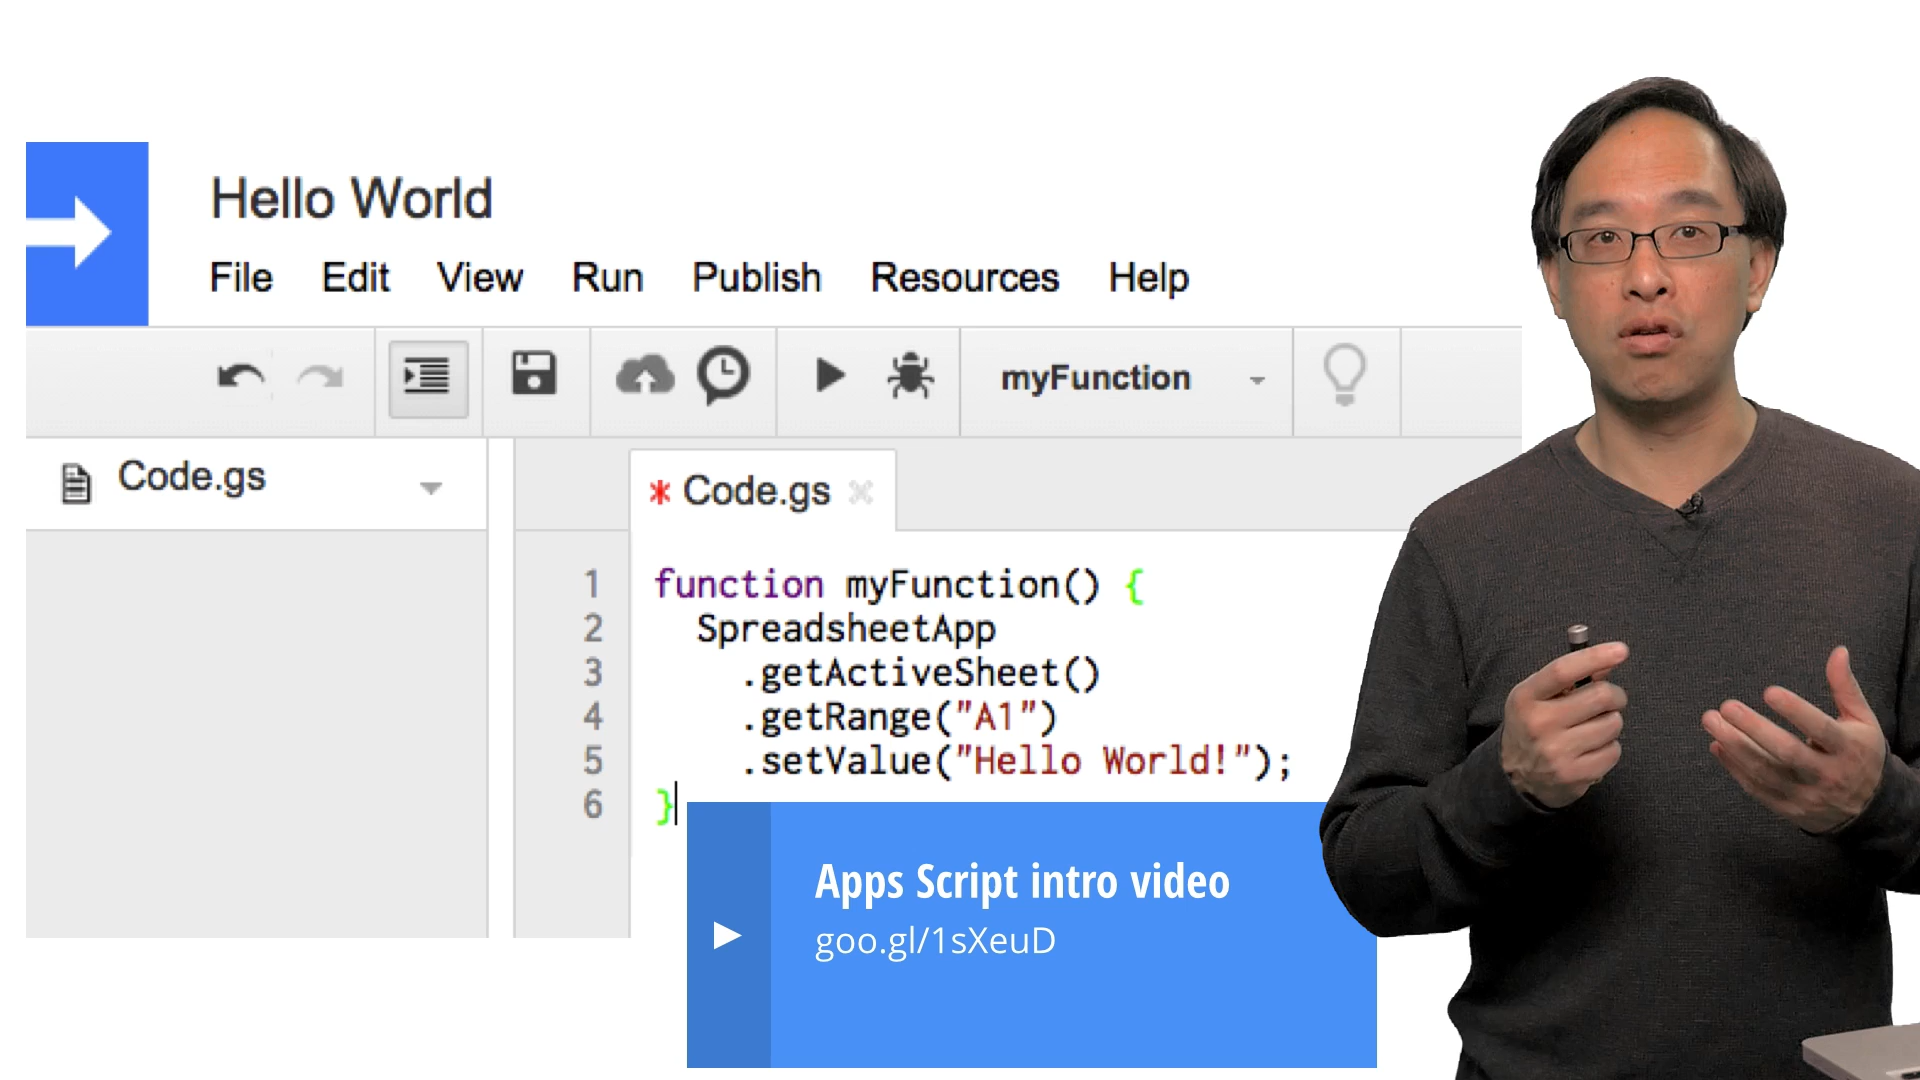 Hello World
File Edit View Run Publish Resources Help
myFunction
Code.gs
* Code.gs
1 function myFunction() {
2 SpreadsheetApp
3 .getActiveSheet()
4 .getRange("A1")
5 .setValue("Hello World!");
6 }
Apps Script intro video
goo.gl/1sXeuD